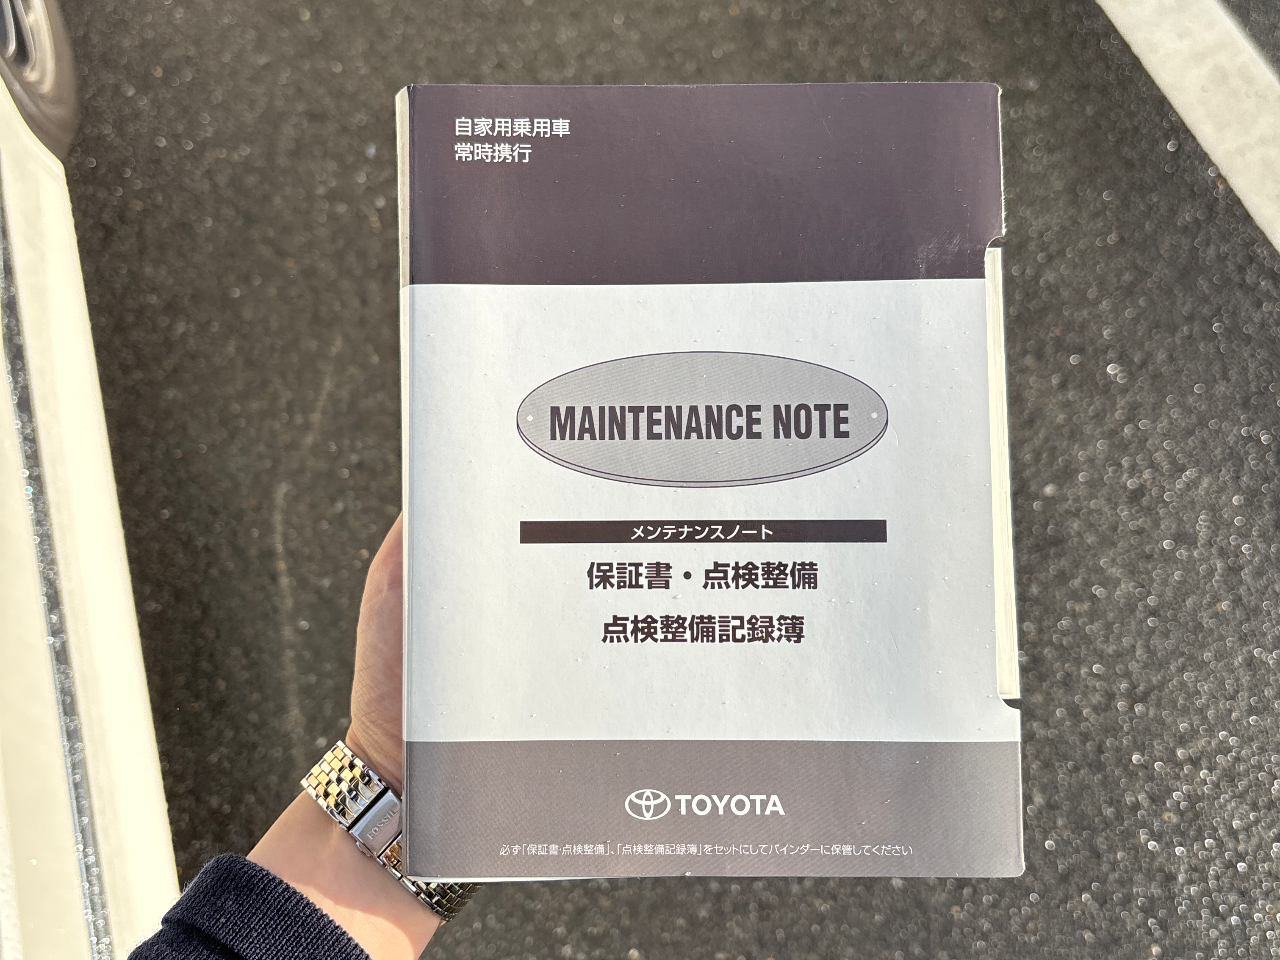 自家用乗用車
常時携行
MAINTENANCE NOTE
メンテナンスノート
保証書・点検整備
点検整備記録簿
TOYOTA
必ず「保証書・点検整備」、「点検整備記録簿」をセットにしてバインダーに保管してください
FOSSIL